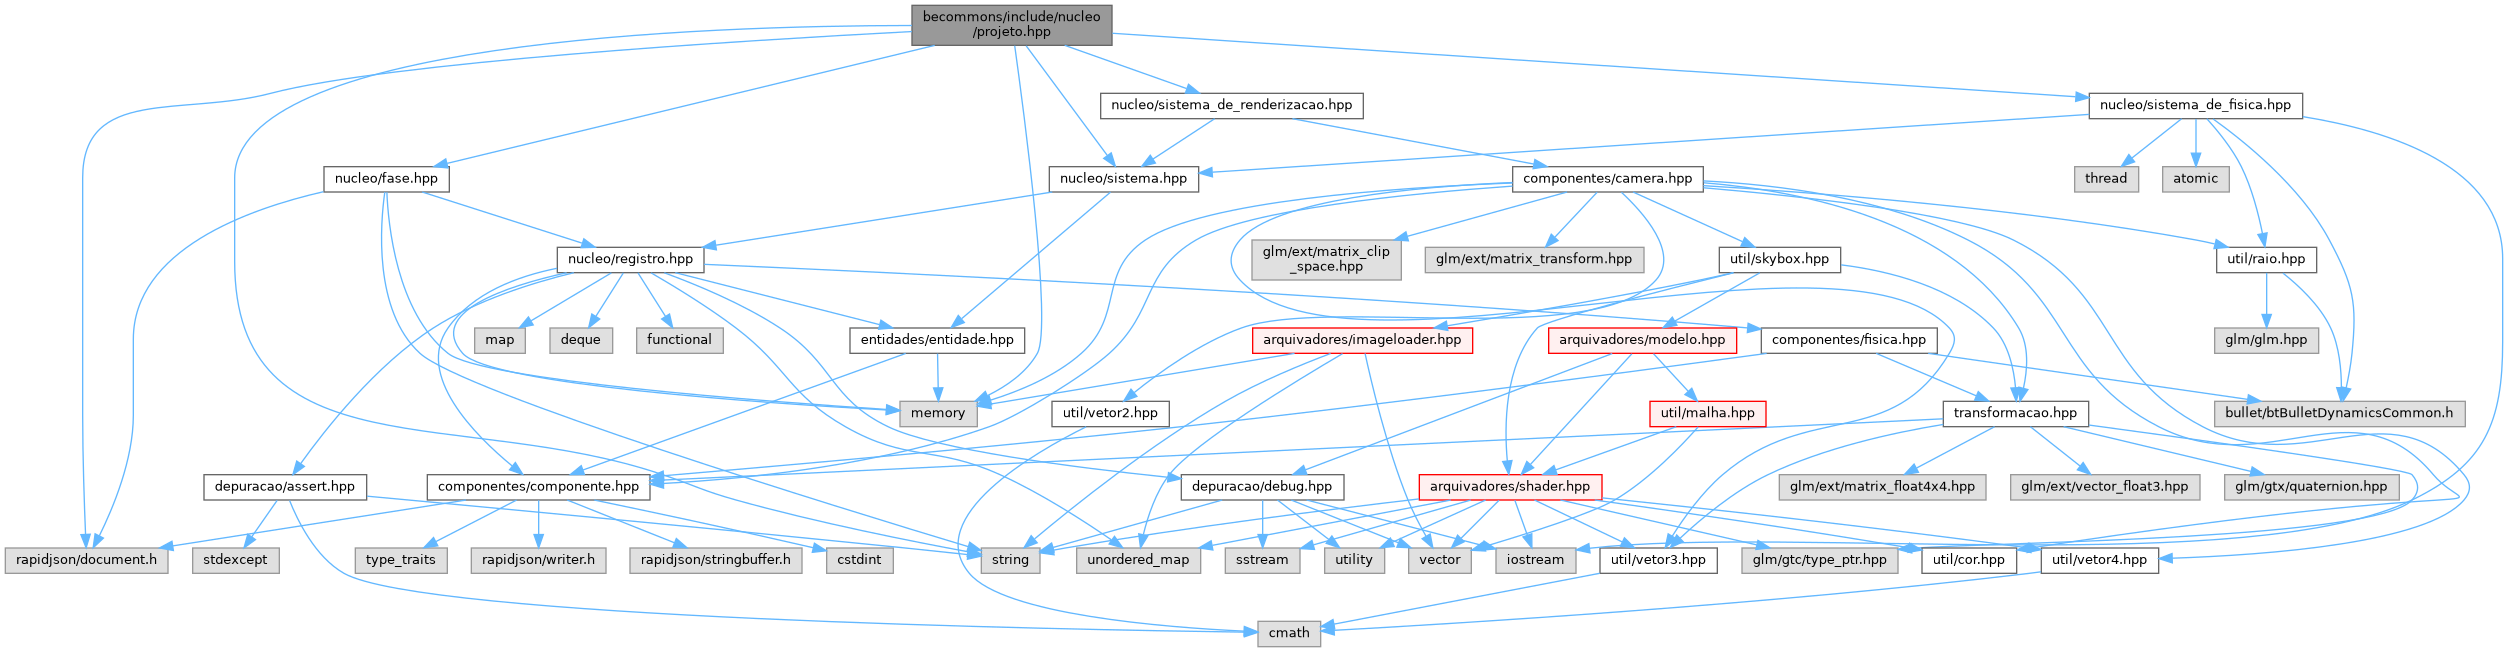 becommons/include/nucleo
/projeto.hpp
nucleo/sistema_de_renderizacao.hpp
nucleo/sistema_de_fisica.hpp
nucleo/fase.hpp
nucleo/sistema.hpp
componentes/camera.hpp
thread
atomic
nucleo/registro.hpp
glm/ext/matrix_clip
_space.hpp
glm/ext/matrix_transform.hpp
util/skybox.hpp
util/raio.hpp
map
deque
functional
entidades/entidade.hpp
arquivadores/imageloader.hpp
arquivadores/modelo.hpp
componentes/fisica.hpp
glm/glm.hpp
memory
util/vetor2.hpp
util/malha.hpp
transformacao.hpp
bullet/btBulletDynamicsCommon.h
depuracao/assert.hpp
componentes/componente.hpp
depuracao/debug.hpp
arquivadores/shader.hpp
glm/ext/matrix_float4x4.hpp
glm/ext/vector_float3.hpp
glm/gtx/quaternion.hpp
rapidjson/document.h
stdexcept
type_traits
rapidjson/writer.h
rapidjson/stringbuffer.h
cstdint
string
unordered_map
sstream
utility
vector
iostream
util/vetor3.hpp
glm/gtc/type_ptr.hpp
util/cor.hpp
util/vetor4.hpp
cmath